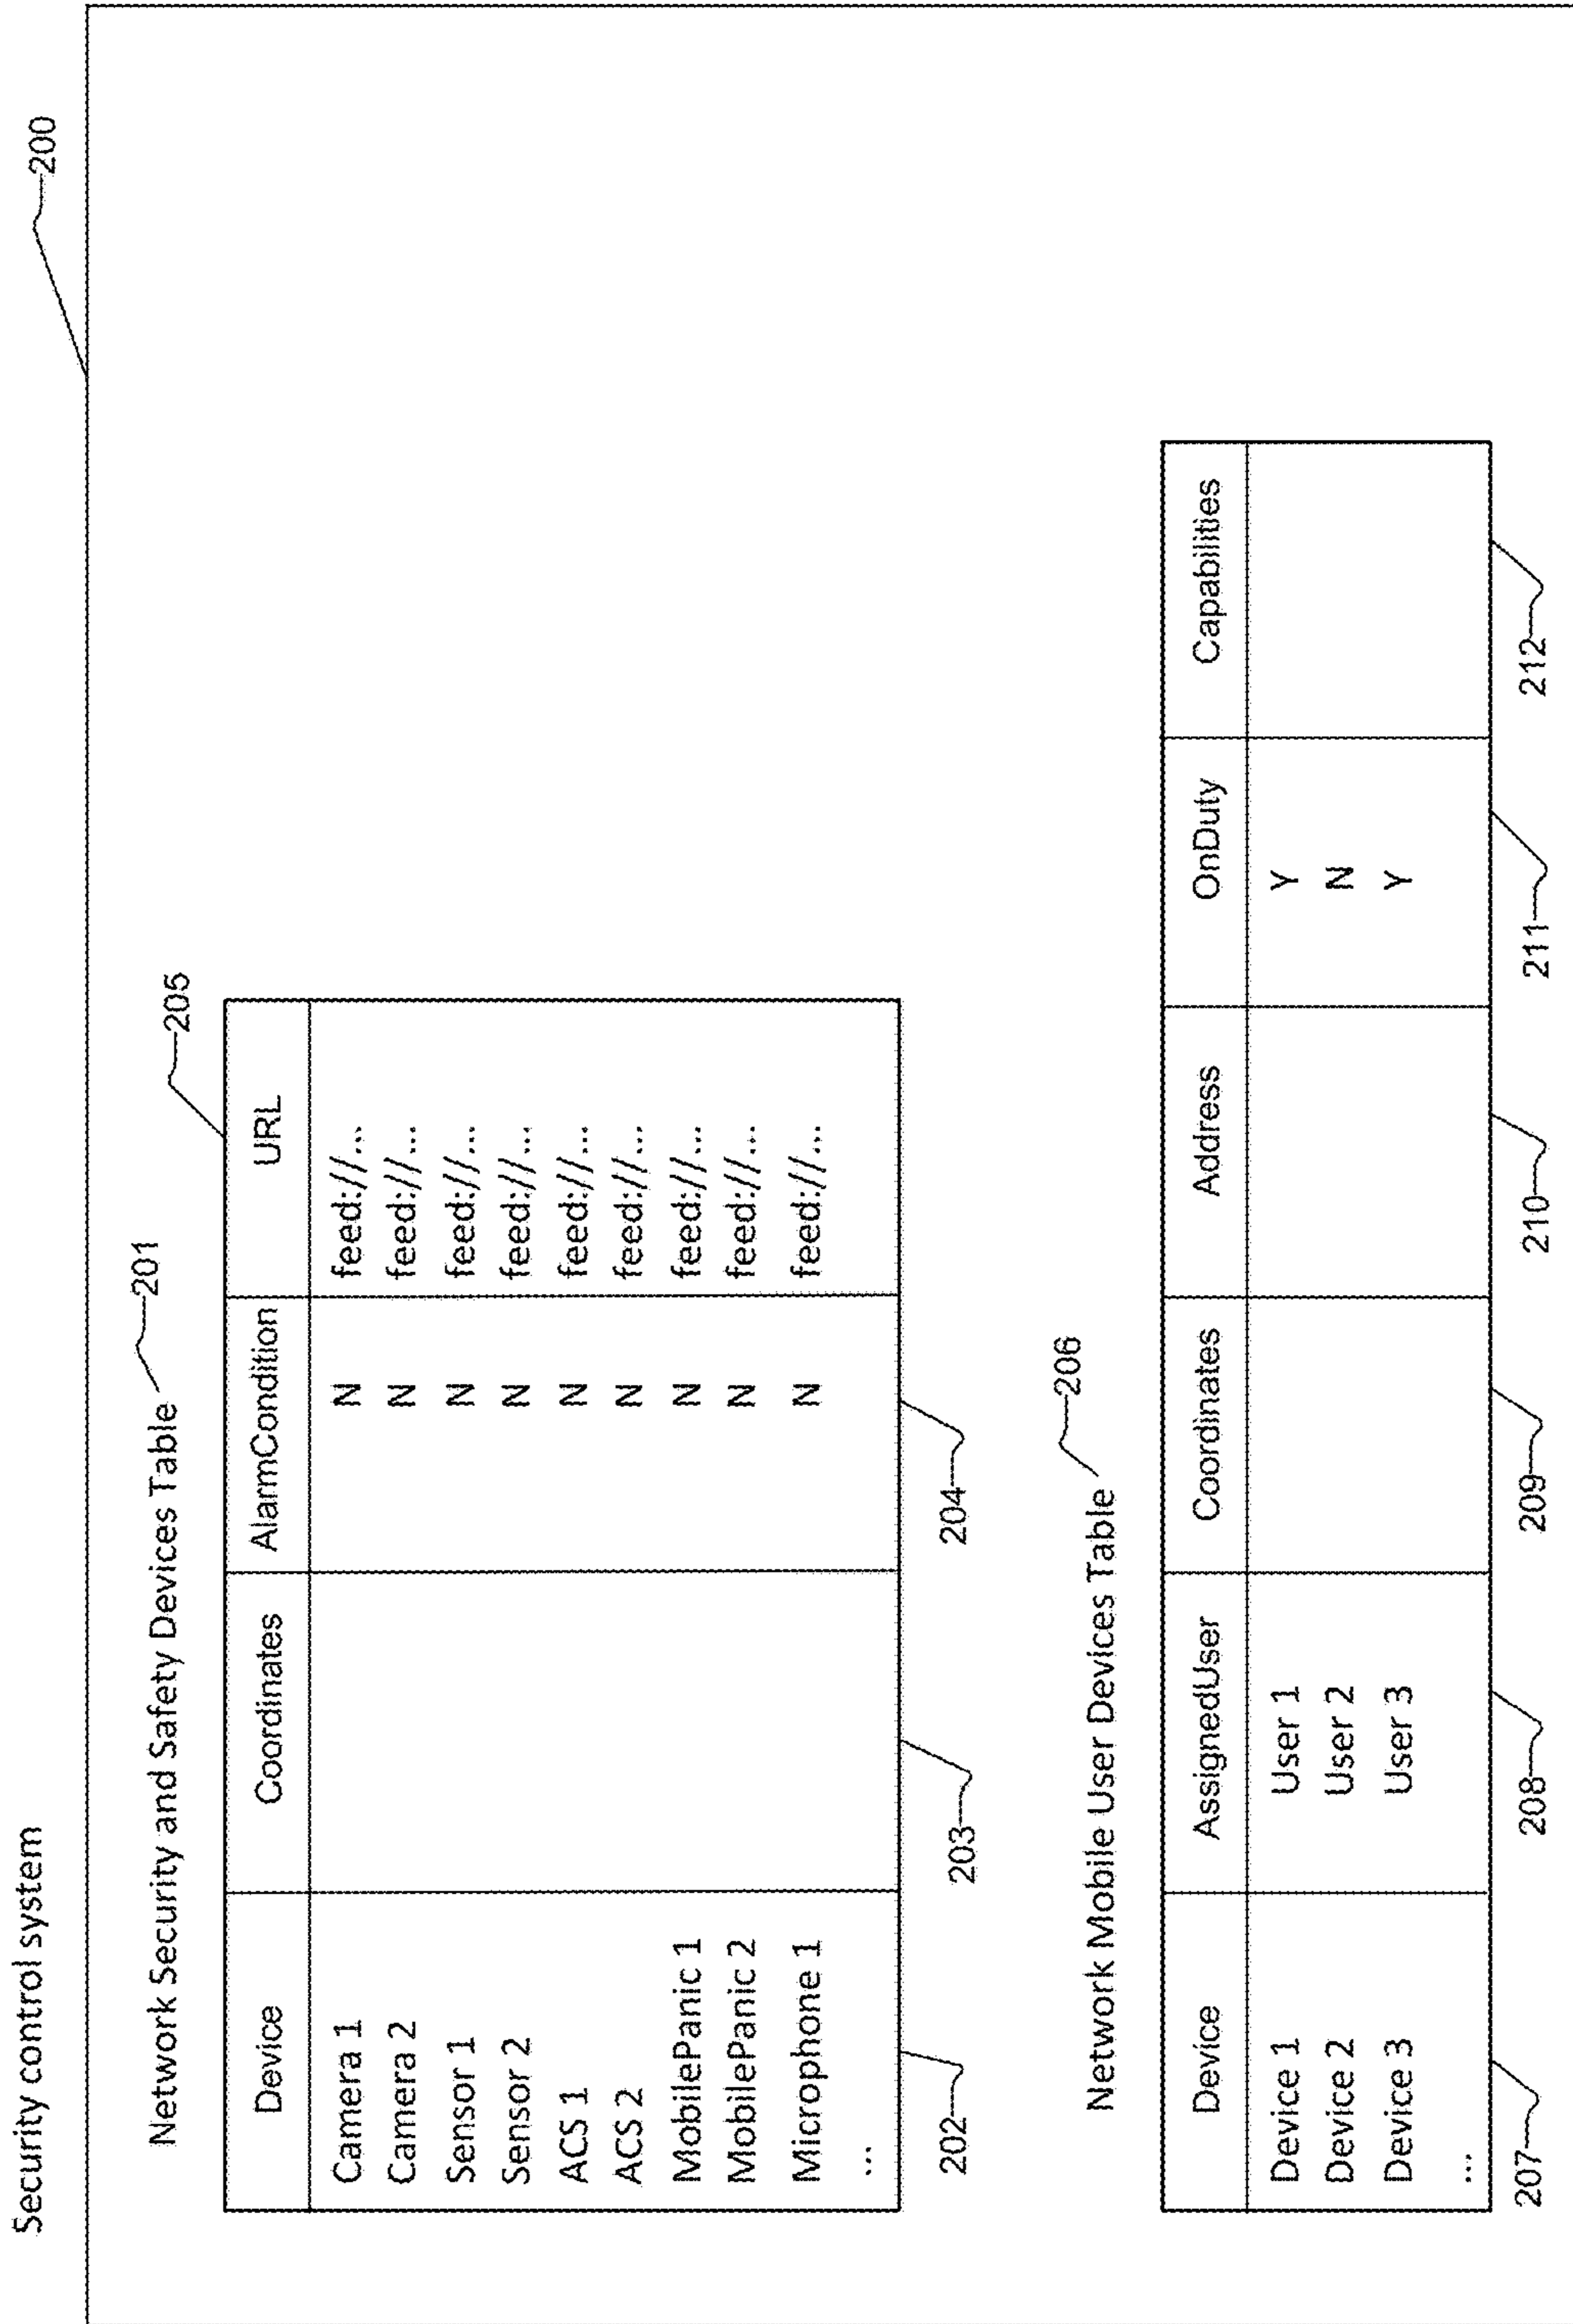 Security control system
200
Network Security and Safety Devices Table 201
205
Device Coordinates AlarmCondition URL
Camera 1 N feed://...
Camera 2 N feed://...
Sensor 1 N feed://...
Sensor 2 N feed://...
ACS 1 N feed://...
ACS 2 N feed://...
MobilePanic 1 N feed://...
MobilePanic 2 N feed://...
Microphone 1 N feed://...
...
202 203 204
Network Mobile User Devices Table 206
Device AssignedUser Coordinates Address OnDuty Capabilities
Device 1 User 1 Y
Device 2 User 2 N
Device 3 User 3 Y
...
207 208 209 210 211 212